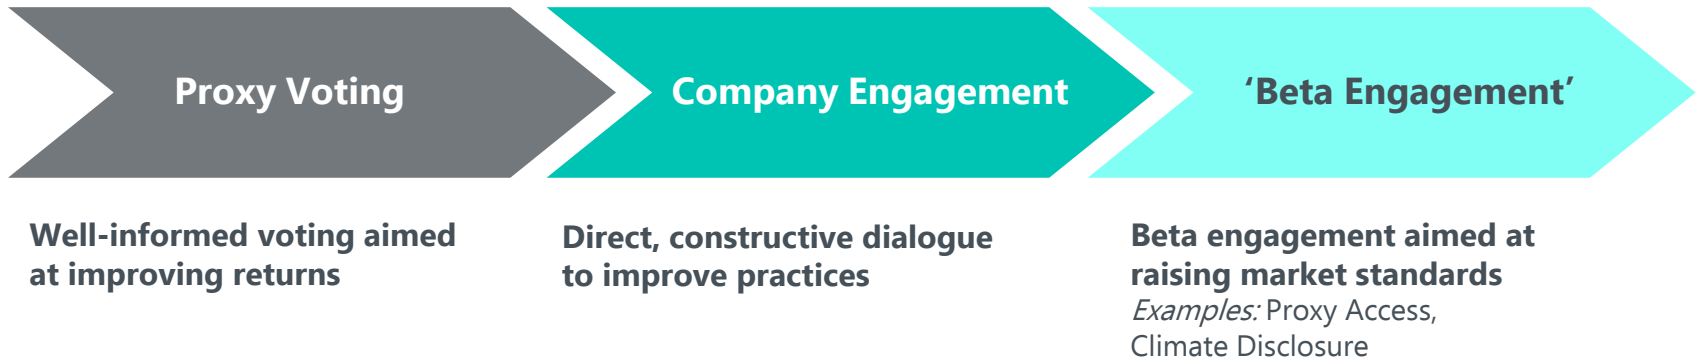 Proxy Voting
Company Engagement
‘Beta Engagement’
Well-informed voting aimed
at improving returns
Direct, constructive dialogue
to improve practices
Beta engagement aimed at
raising market standards
Examples: Proxy Access,
Climate Disclosure